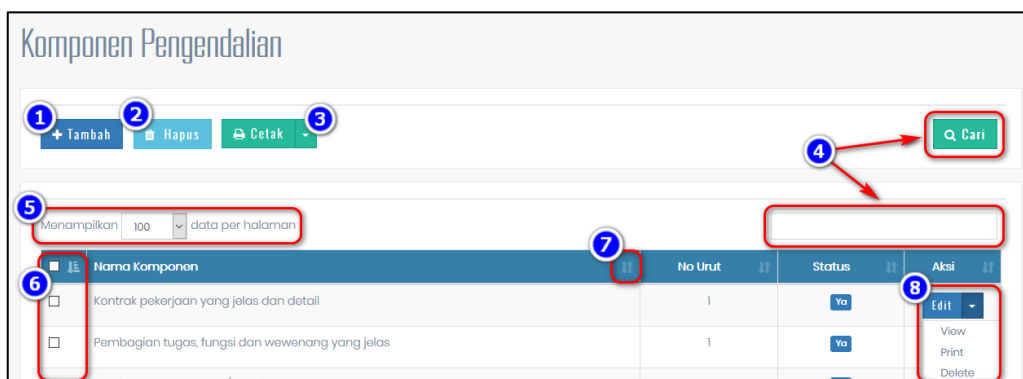 Komponen Pengendalian
1 2 3
+ Tambah Hapus Cetak
4
Cari
5
Menampilkan 100 data per halaman
6 7 8
Nama Komponen No Urut Status Aksi
Kontrak pekerjaan yang jelas dan detail 1 Ya Edit
View
Pembagian tugas, fungsi dan wewenang yang jelas 1 Ya
Print
Delete